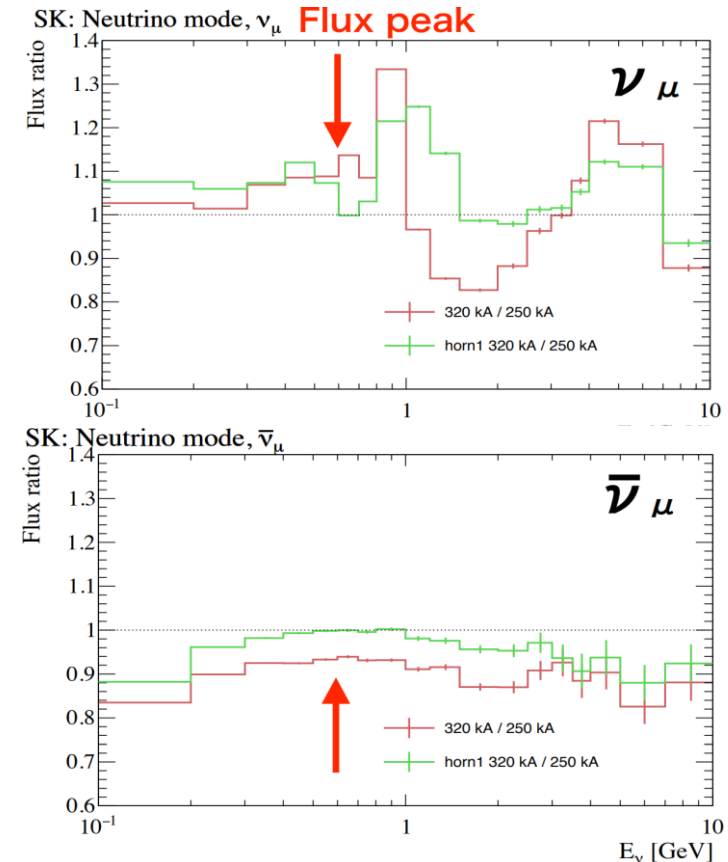 SK: Neutrino mode, ν_μ Flux peak
Flux ratio
1.4
1.3
1.2
1.1
1
0.9
0.8
0.7
0.6
ν μ
320 kA / 250 kA
horn1 320 kA / 250 kA
10⁻¹ 1 10
SK: Neutrino mode, ν̄_μ
Flux ratio
1.4
1.3
1.2
1.1
1
0.9
0.8
0.7
0.6
ν̄ μ
320 kA / 250 kA
horn1 320 kA / 250 kA
10⁻¹ 1 10
E_ν [GeV]